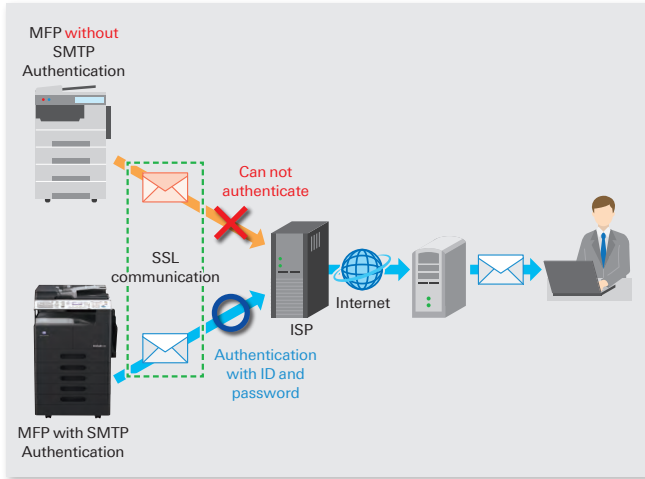 MFP without
SMTP
Authentication
Can not
authenticate
SSL
communication
Internet
ISP
Authentication
with ID and
password
MFP with SMTP
Authentication